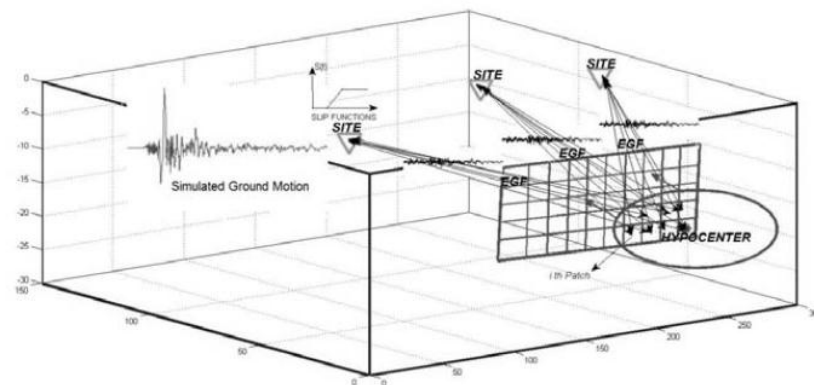 S(t)
SLIP FUNCTIONS
SITE
SITE
SITE
EGF
EGF
EGF
Simulated Ground Motion
HYPOCENTER
i th Patch
0
-5
-10
-15
-20
-25
-30
150
100
50
0
0
50
100
150
200
250